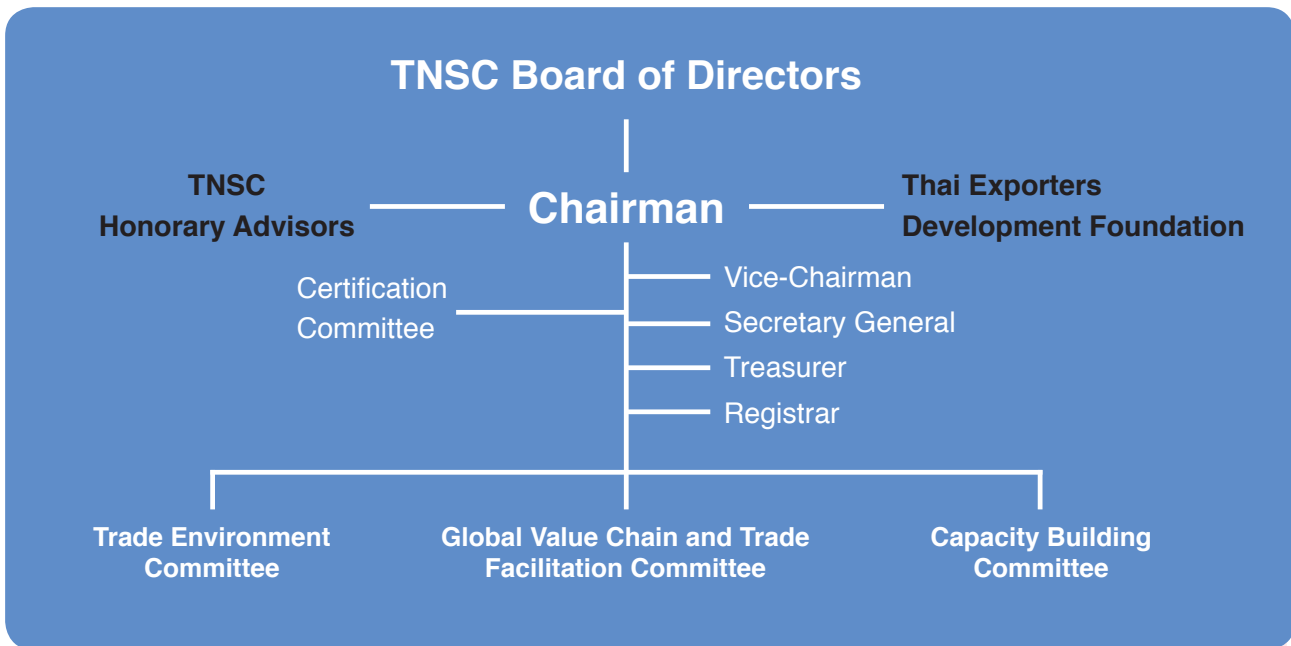 TNSC Board of Directors
TNSC
Honorary Advisors
Chairman
Thai Exporters
Development Foundation
Certification
Committee
Vice-Chairman
Secretary General
Treasurer
Registrar
Trade Environment
Committee
Global Value Chain and Trade
Facilitation Committee
Capacity Building
Committee